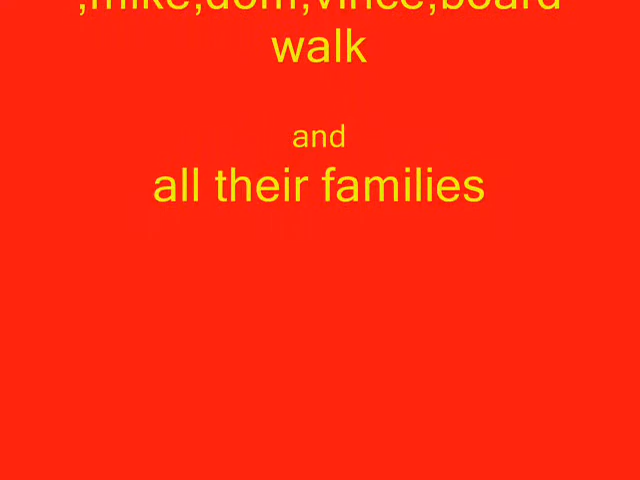 ,mike,dom,vince,board
walk
and
all their families